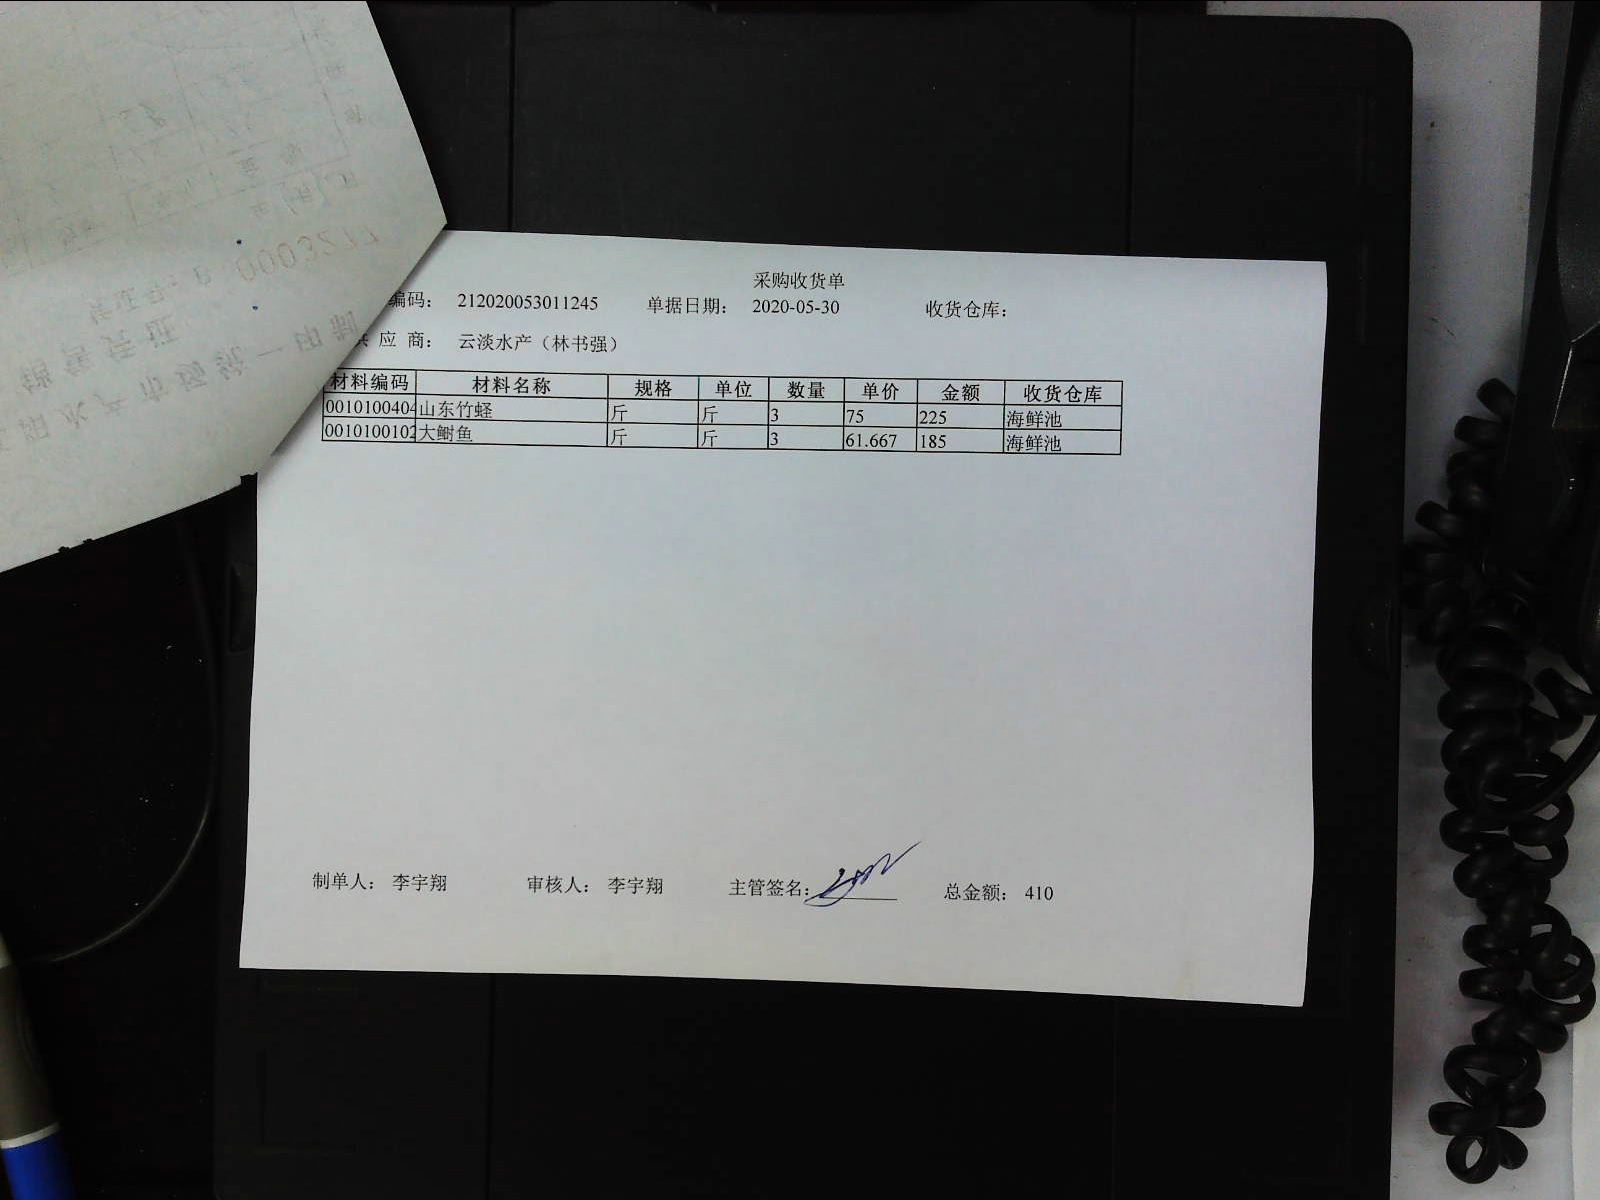 采购收货单
编码： 212020053011245 单据日期： 2020-05-30 收货仓库：
应 商： 云淡水产（林书强）
材料编码 材料名称 规格 单位 数量 单价 金额 收货仓库
0010100404 山东竹蛏 斤 斤 3 75 225 海鲜池
0010100102 大鲥鱼 斤 斤 3 61.667 185 海鲜池
制单人： 李宇翔 审核人： 李宇翔 主管签名： 总金额： 410
0003277